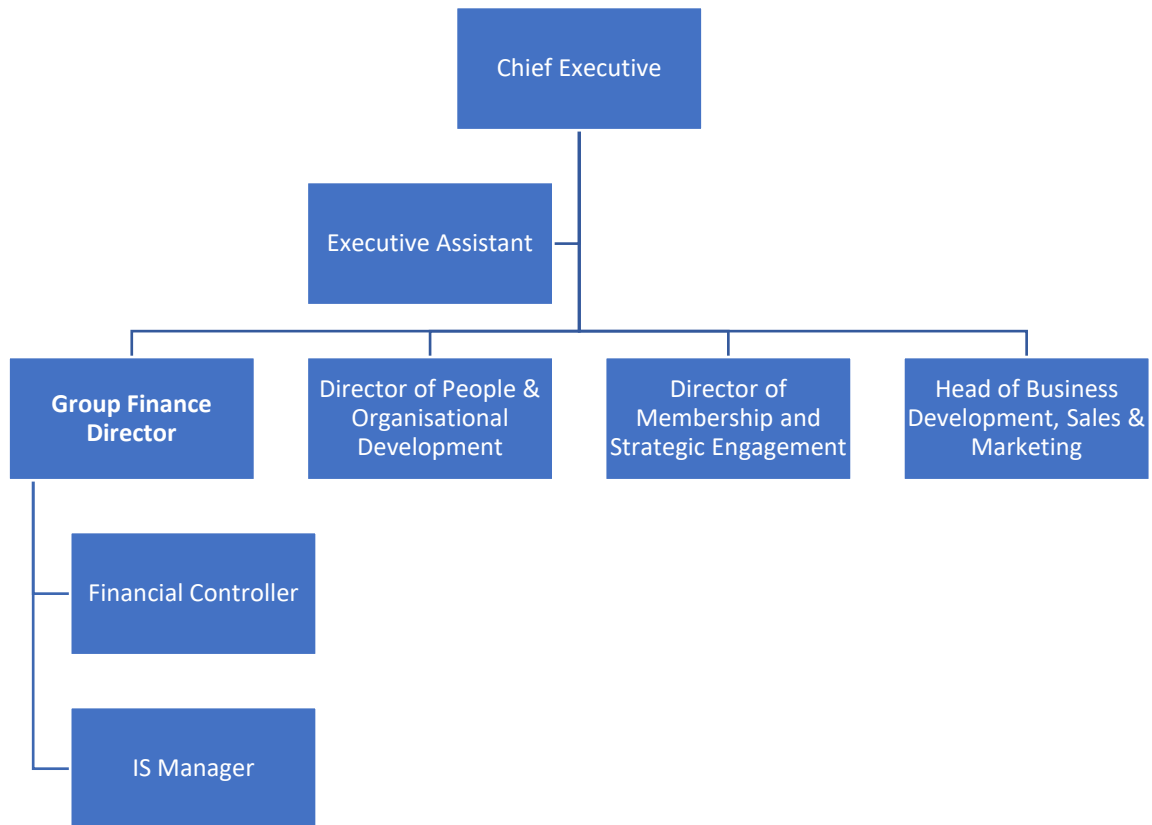 Chief Executive
Executive Assistant
Group Finance
Director
Director of People &
Organisational
Development
Director of
Membership and
Strategic Engagement
Head of Business
Development, Sales &
Marketing
Financial Controller
IS Manager